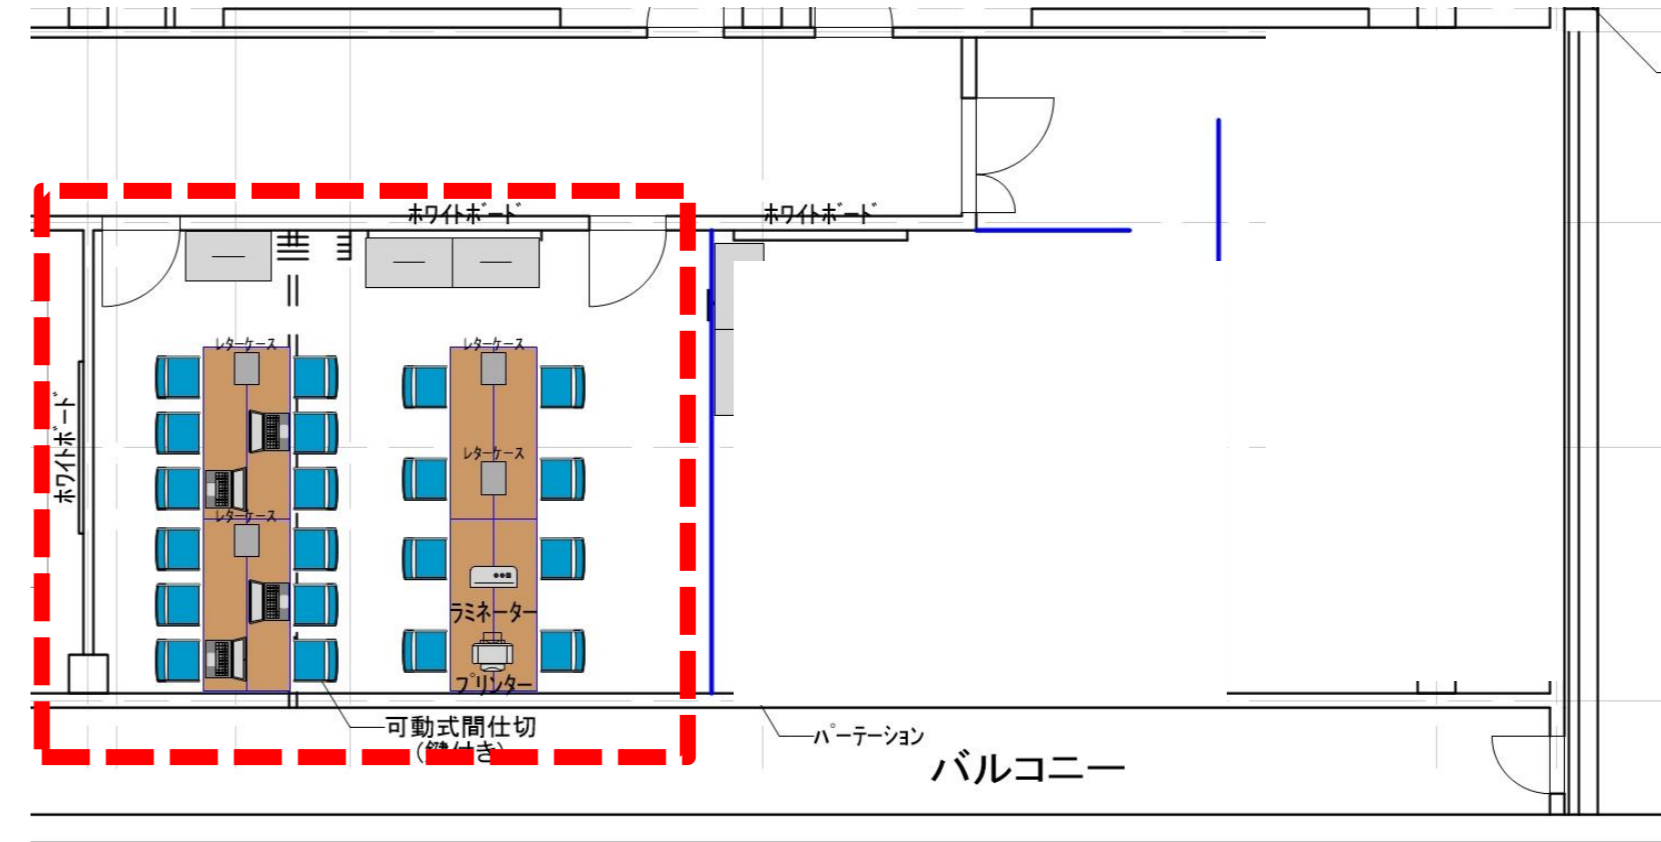 ホワイトボード
ホワイトボード
レターケース
レターケース
ホワイトボード
レターケース
レターケース
ラミネーター
プリンター
可動式間仕切
(鍵付き)
パーテーション
バルコニー